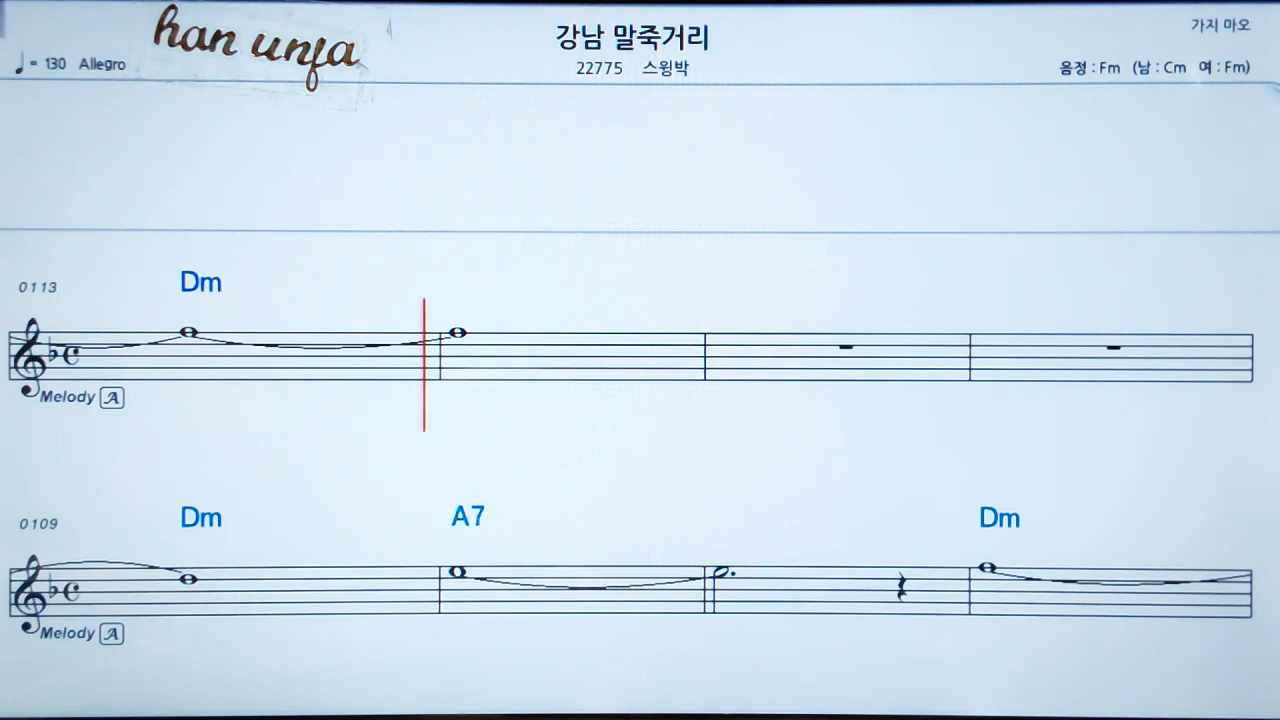 han unja
강남 말죽거리
가지 마오
♩= 130 Allegro
22775 스윙박
음정 : Fm (남 : Cm 여 : Fm)
0113
Dm
Melody A
0109
Dm A7 Dm
Melody A